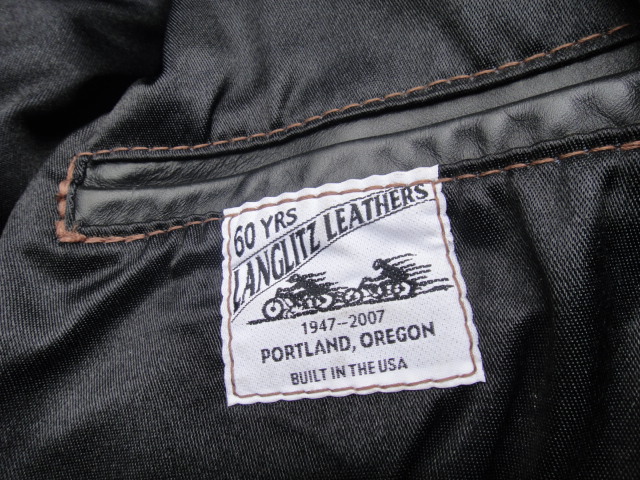 60 YRS
LANGLITZ LEATHERS
1947-2007
PORTLAND, OREGON
BUILT IN THE USA